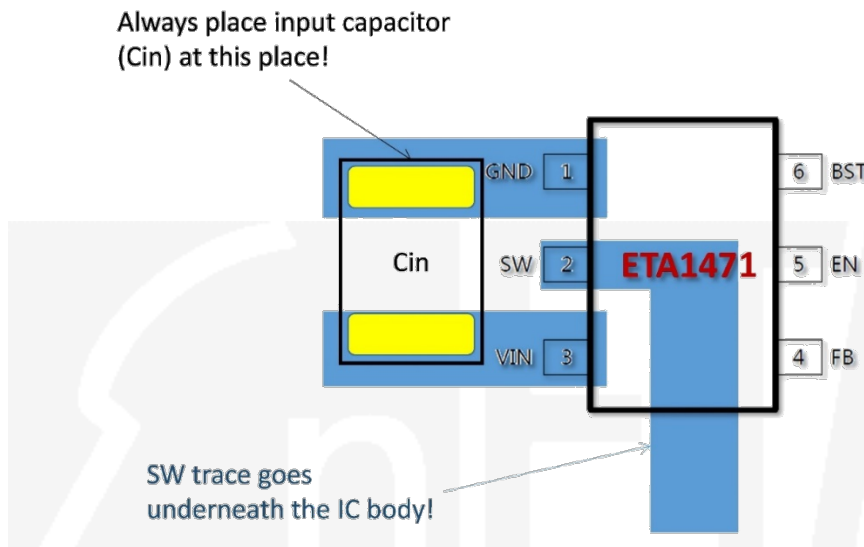 Always place input capacitor
(Cin) at this place!
GND 1 6 BST
Cin SW 2 ETA1471 5 EN
VIN 3 4 FB
SW trace goes
underneath the IC body!